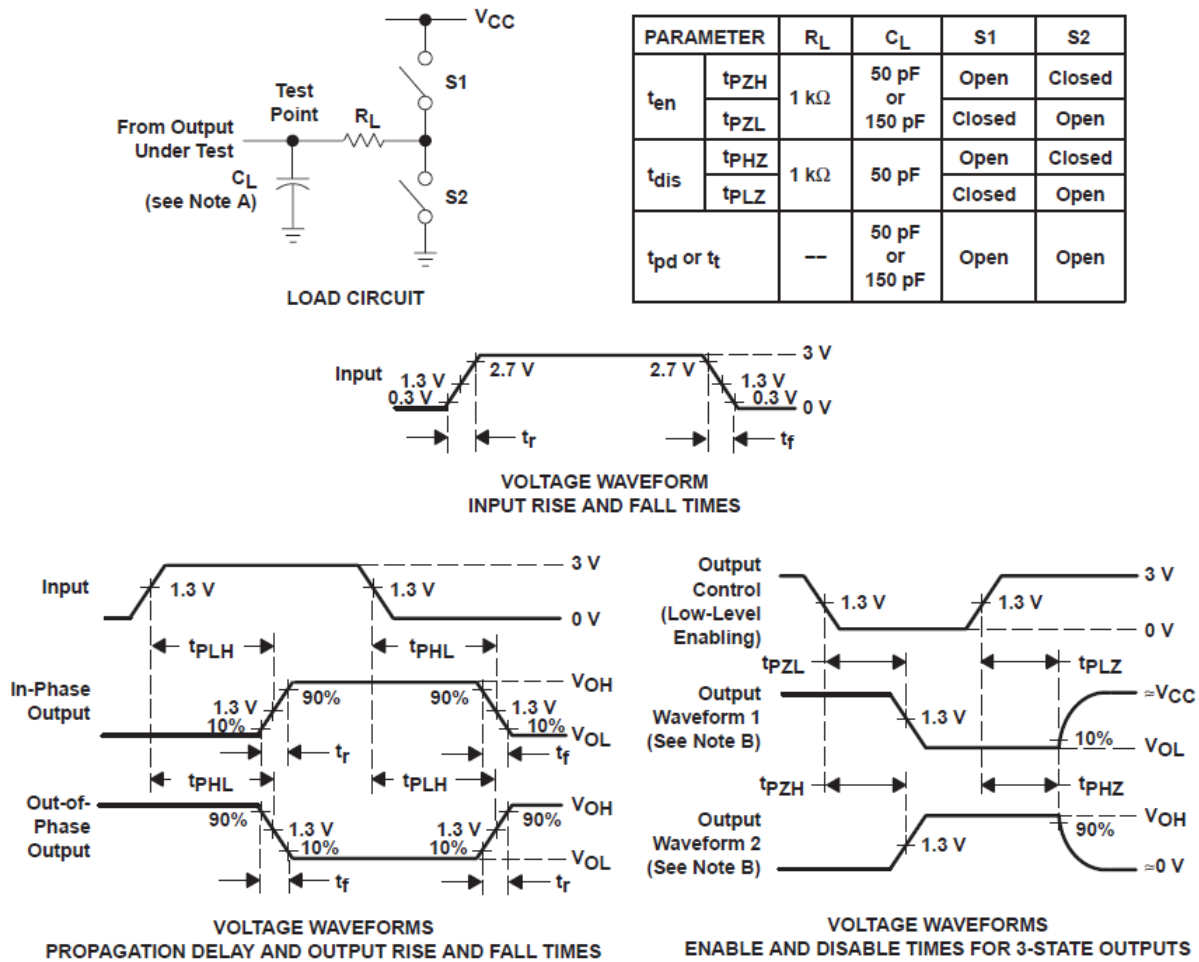 VCC
S1
Test
Point
RL
From Output
Under Test
CL
(see Note A)
S2
LOAD CIRCUIT
PARAMETER RL CL S1 S2
ten tPZH 1 kΩ 50 pF or 150 pF Open Closed
tPZL Closed Open
tdis tPHZ 1 kΩ 50 pF Open Closed
tPLZ Closed Open
tpd or tt –– 50 pF or 150 pF Open Open
Input
3 V
2.7 V 2.7 V
1.3 V 1.3 V
0.3 V 0.3 V
0 V
tr tf
VOLTAGE WAVEFORM
INPUT RISE AND FALL TIMES
Input
3 V
1.3 V 1.3 V
0 V
tPLH tPHL
In-Phase
Output
VOH
90% 90%
1.3 V 1.3 V
10% 10%
VOL
tr tf
tPHL tPLH
Out-of-
Phase
Output
VOH
90% 90%
1.3 V 1.3 V
10% 10%
VOL
tf tr
VOLTAGE WAVEFORMS
PROPAGATION DELAY AND OUTPUT RISE AND FALL TIMES
Output
Control
(Low-Level
Enabling)
3 V
1.3 V 1.3 V
0 V
tPZL tPLZ
Output
Waveform 1
(See Note B)
≈VCC
1.3 V
10%
VOL
tPZH tPHZ
Output
Waveform 2
(See Note B)
VOH
90%
1.3 V
≈0 V
VOLTAGE WAVEFORMS
ENABLE AND DISABLE TIMES FOR 3-STATE OUTPUTS